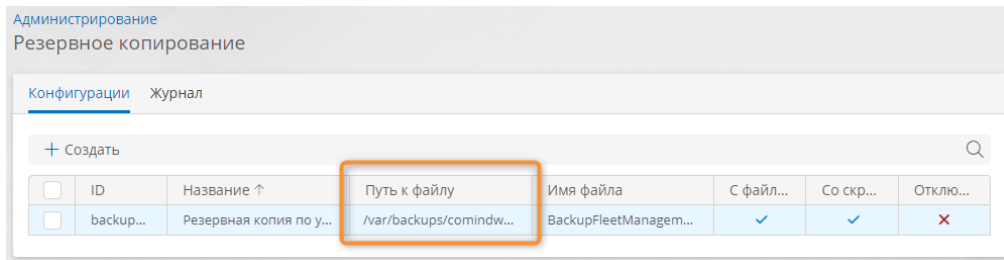 Администрирование
Резервное копирование
Конфигурации Журнал
+ Создать
ID Название ↑ Путь к файлу Имя файла С файл... Со скр... Отклю...
backup... Резервная копия по у... /var/backups/comindw... BackupFleetManagem...